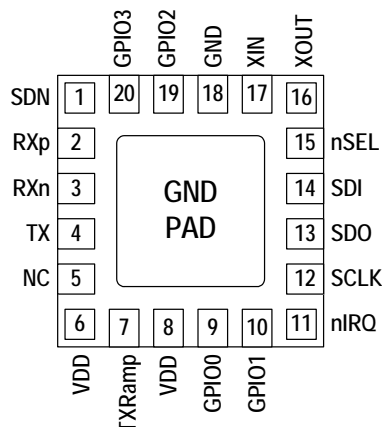 GPIO3 GPIO2 GND XIN XOUT
20 19 18 17 16
SDN 1
RXp 2
RXn 3
TX 4
NC 5
GND
PAD
15 nSEL
14 SDI
13 SDO
12 SCLK
11 nIRQ
6 7 8 9 10
VDD TXRamp VDD GPIO0 GPIO1